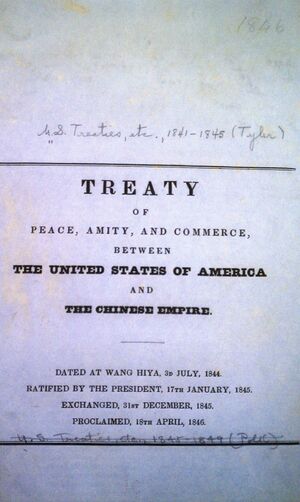 1846
U.S. Treaties, etc., 1841-1845 (Tyler)
TREATY
OF
PEACE, AMITY, AND COMMERCE,
BETWEEN
THE UNITED STATES OF AMERICA
AND
THE CHINESE EMPIRE.
DATED AT WANG HIYA, 3D JULY, 1844.
RATIFIED BY THE PRESIDENT, 17TH JANUARY, 1845.
EXCHANGED, 31ST DECEMBER, 1845.
PROCLAIMED, 18TH APRIL, 1846.
U.S. Treaties, etc., 1845-1849 (Polk)